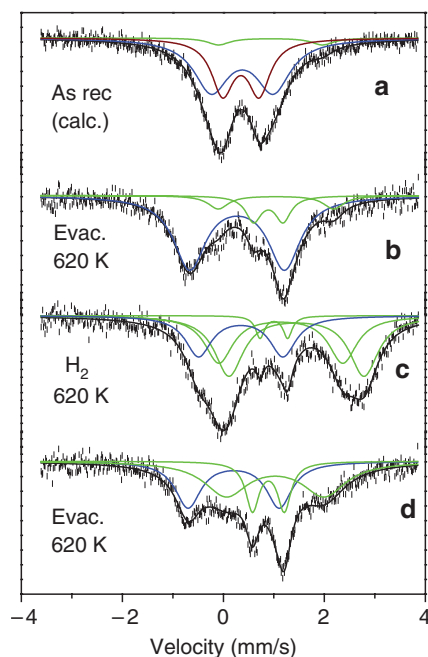 a
As rec
(calc.)
b
Evac.
620 K
c
H₂
620 K
d
Evac.
620 K
−4 −2 0 2 4
Velocity (mm/s)